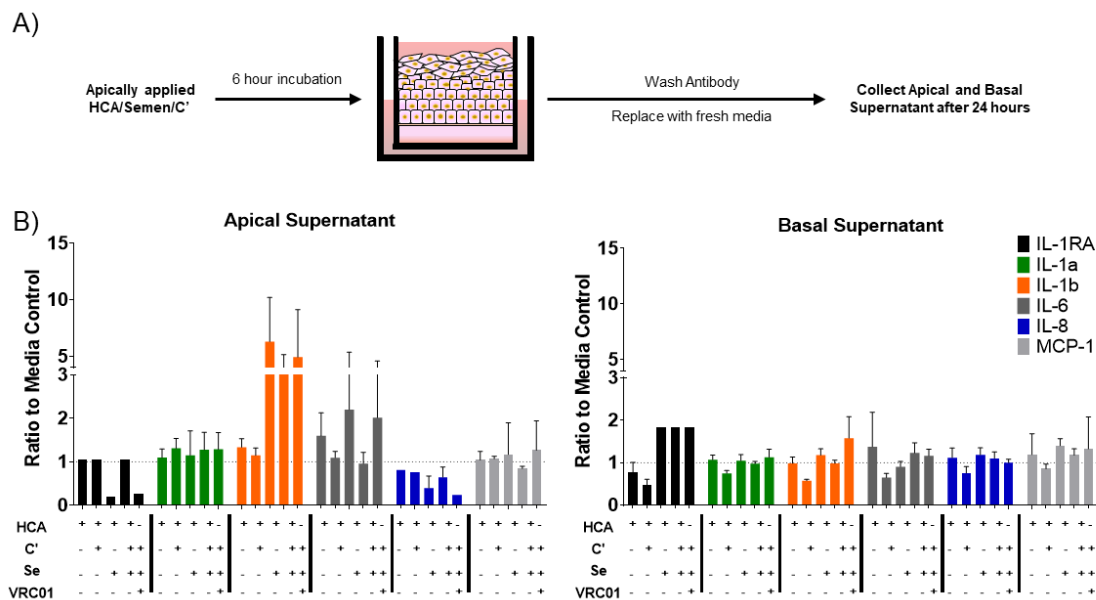 A)
Apically applied
HCA/Semen/C'
6 hour incubation
Wash Antibody
Replace with fresh media
Collect Apical and Basal
Supernatant after 24 hours
B)
Apical Supernatant
Ratio to Media Control
15
10
5
3
2
1
0
HCA + + + + - + + + + - + + + + - + + + + - + + + + - + + + + -
C' - + - + + - + - + + - + - + + - + - + + - + - + + - + - + +
Se - - + + + - - + + + - - + + + - - + + + - - + + + - - + + +
VRC01 - - - - + - - - - + - - - - + - - - - + - - - - + - - - - +
Basal Supernatant
Ratio to Media Control
15
10
5
3
2
1
0
IL-1RA
IL-1a
IL-1b
IL-6
IL-8
MCP-1
HCA + + + + - + + + + - + + + + - + + + + - + + + + - + + + + -
C' - + - + + - + - + + - + - + + - + - + + - + - + + - + - + +
Se - - + + + - - + + + - - + + + - - + + + - - + + + - - + + +
VRC01 - - - - + - - - - + - - - - + - - - - + - - - - + - - - - +